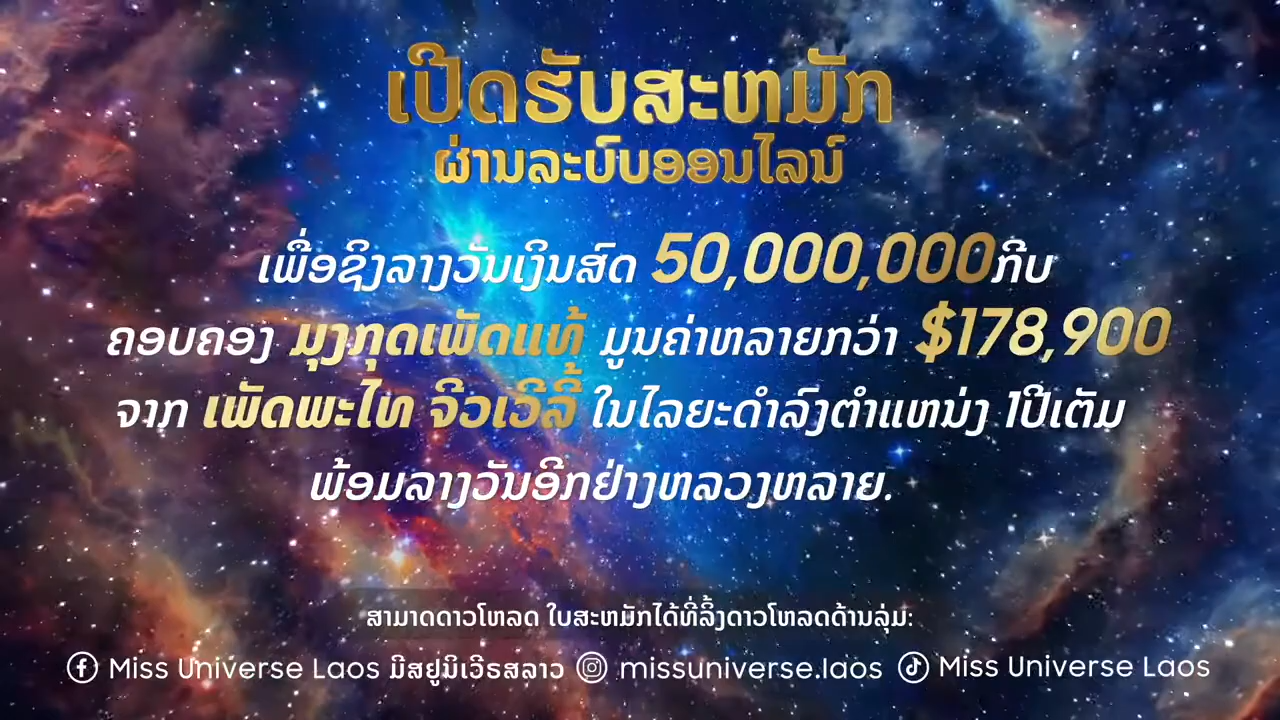 ເປີດຮັບສະຫມັກ
ຜ່ານລະບົບອອນໄລນ໌
ເພື່ອຊິງລາງວັນເງິນສົດ 50,000,000ກີບ
ຄອບຄອງ ມຸງກຸດເພັດແທ້ ມູນຄ່າຫລາຍກວ່າ $178,900
ຈາກ ເພັດພະໄທ ຈີວເວີລີ້ ໃນໄລຍະດຳລົງຕຳແຫນ່ງ 1ປີເຕັມ
ພ້ອມລາງວັນອີກຢ່າງຫລວງຫລາຍ.
ສາມາດດາວໂຫລດ ໃບສະຫມັກໄດ້ທີ່ລິ້ງດາວໂຫລດດ້ານລຸ່ມ:
Miss Universe Laos ມິສຢູນິເວີຣສລາວ missuniverse.laos Miss Universe Laos